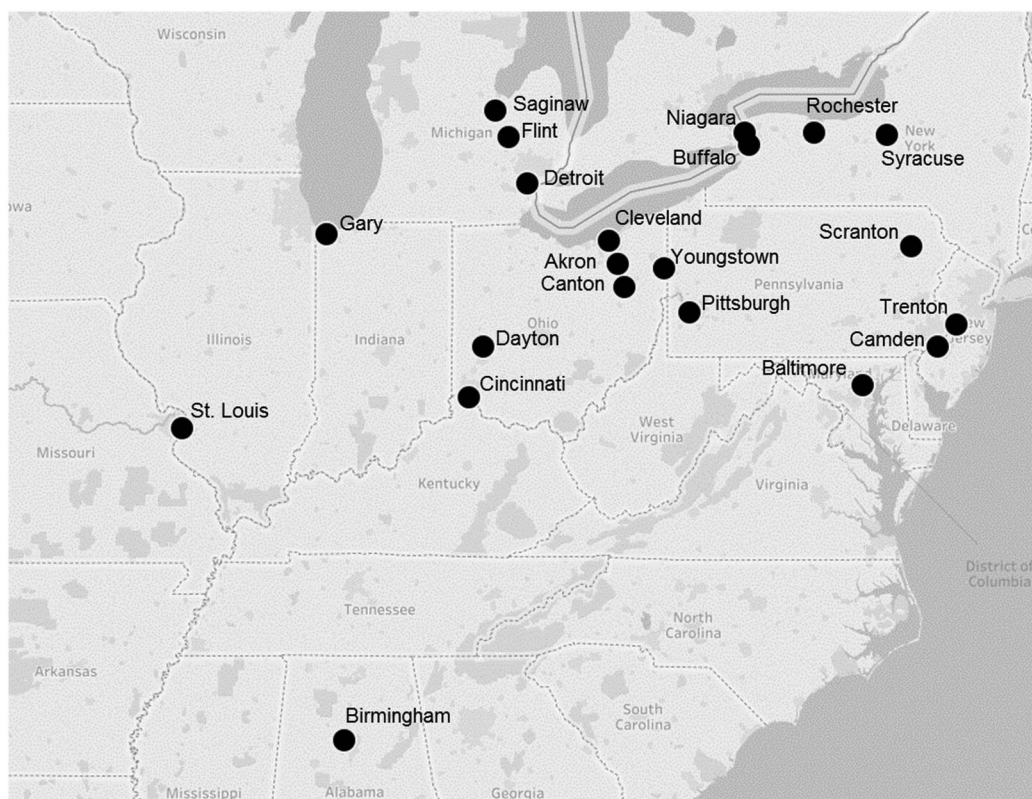 Wisconsin
Saginaw
Michigan
Flint
Niagara
Rochester
New
York
Buffalo
Syracuse
Detroit
owa
Gary
Cleveland
Scranton
Akron
Youngstown
Canton
Pennsylvania
Pittsburgh
Trenton
Ohio
New
Jersey
Illinois
Indiana
Dayton
Camden
Baltimore
Maryland
Cincinnati
St. Louis
West
Virginia
Delaware
Missouri
Kentucky
Virginia
District of
Columbia
Tennessee
North
Carolina
Arkansas
South
Carolina
Birmingham
Mississippi
Alabama
Georgia